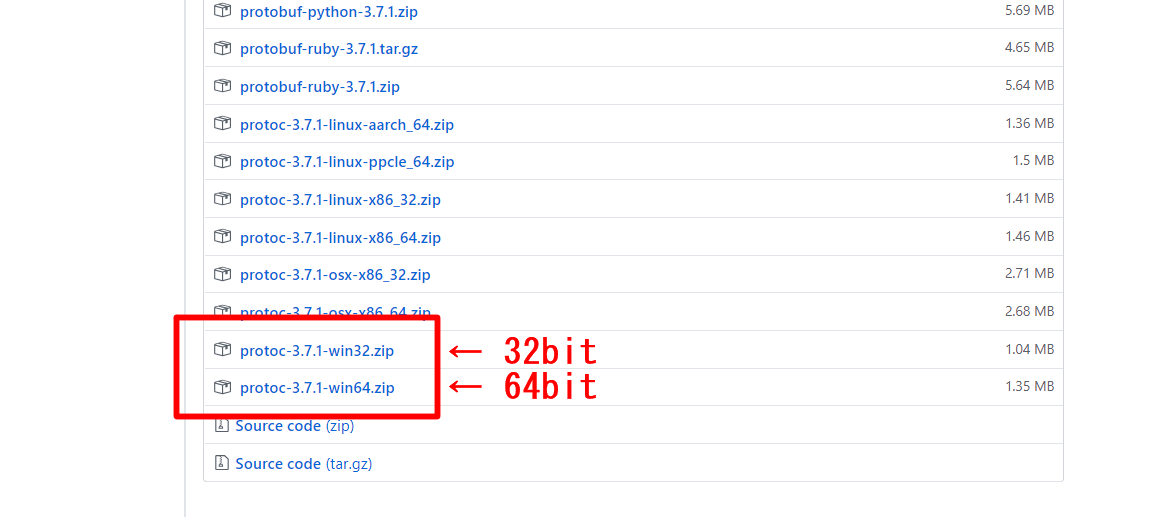 protobuf-python-3.7.1.zip 5.69 MB
protobuf-ruby-3.7.1.tar.gz 4.65 MB
protobuf-ruby-3.7.1.zip 5.64 MB
protoc-3.7.1-linux-aarch_64.zip 1.36 MB
protoc-3.7.1-linux-ppcle_64.zip 1.5 MB
protoc-3.7.1-linux-x86_32.zip 1.41 MB
protoc-3.7.1-linux-x86_64.zip 1.46 MB
protoc-3.7.1-osx-x86_32.zip 2.71 MB
protoc-3.7.1-osx-x86_64.zip 2.68 MB
protoc-3.7.1-win32.zip ← 32bit 1.04 MB
protoc-3.7.1-win64.zip ← 64bit 1.35 MB
Source code (zip)
Source code (tar.gz)